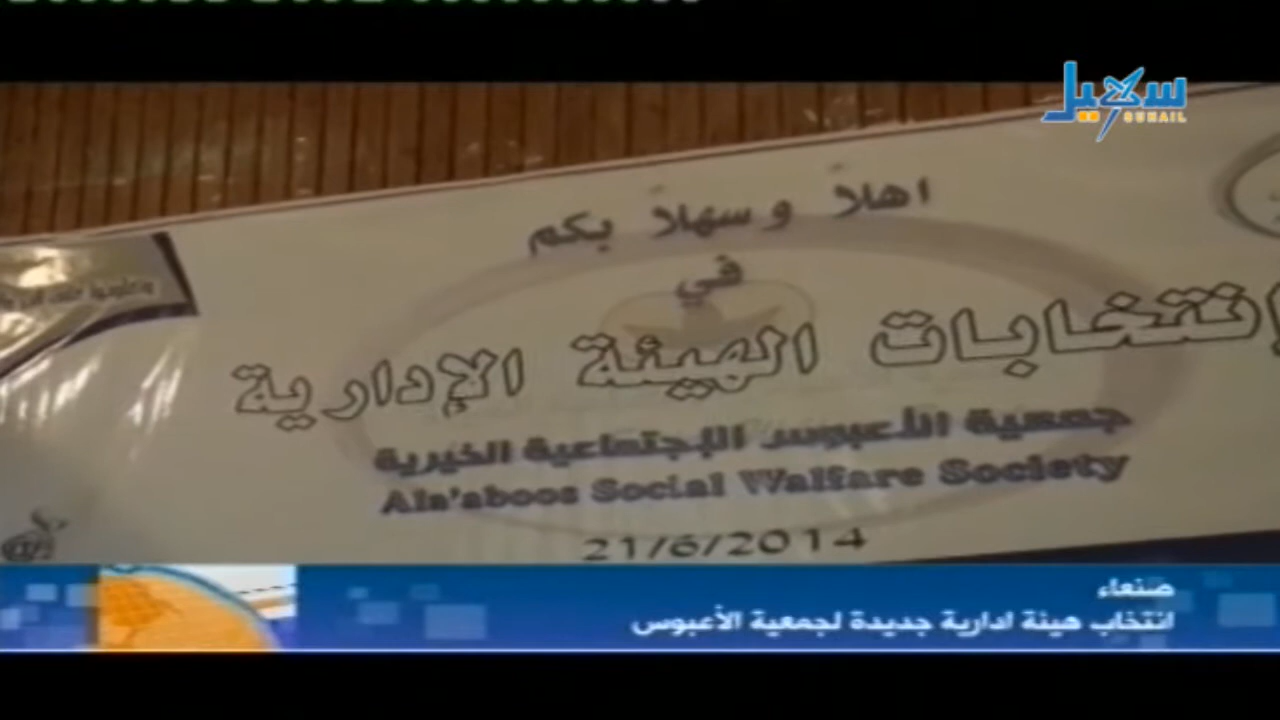 سهيل
SUHAIL
اهلاً وسهلاً بكم
في
إنتخابات الهيئة الإدارية
جمعية الأعبوس الإجتماعية الخيرية
Ala'aboos Social Walfare Society
21/6/2014
صنعاء
انتخاب هيئة ادارية جديدة لجمعية الأعبوس